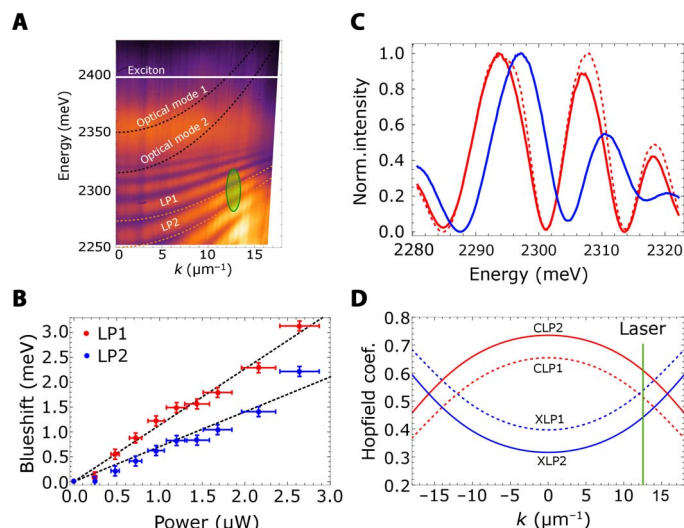 A
Exciton
Optical mode 1
Optical mode 2
LP1
LP2
2400
2350
2300
2250
Energy (meV)
0 5 10 15
k (μm⁻¹)
B
LP1
LP2
3.0
2.5
2.0
1.5
1.0
0.5
0.0
Blueshift (meV)
0.0 0.5 1.0 1.5 2.0 2.5 3.0
Power (μW)
C
1.0
0.8
0.6
0.4
0.2
0.0
Norm.intensity
2280 2290 2300 2310 2320
Energy (meV)
D
Laser
CLP2
CLP1
XLP1
XLP2
0.8
0.7
0.6
0.5
0.4
0.3
0.2
Hopfield coef.
−15 −10 −5 0 5 10 15
k (μm⁻¹)